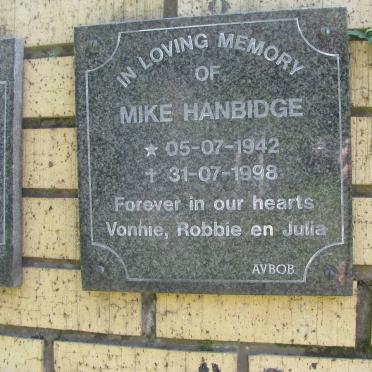 IN LOVING MEMORY
OF
MIKE HANBIDGE
★ 05-07-1942
† 31-07-1998
Forever in our hearts
Vonnie, Robbie en Julia
AVBOB